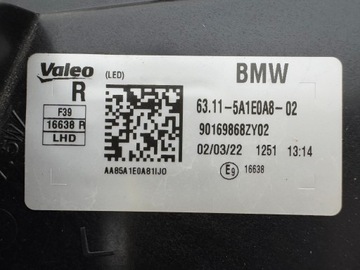 Valeo
(LED)
BMW
R
F39
16638 R
LHD
63.11-5A1E0A8-02
90169868ZY02
02/03/22 1251 13:14
E9 16638
AA85A1E0A81IJ0
L